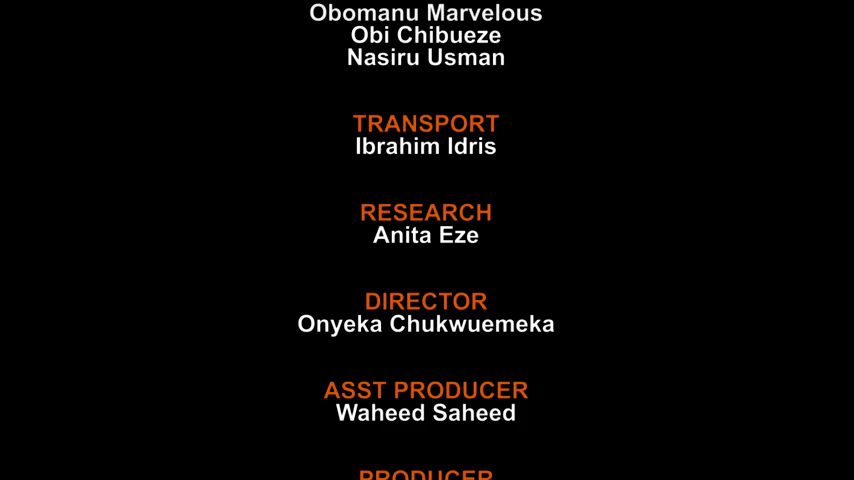 Obomanu Marvelous
Obi Chibueze
Nasiru Usman
TRANSPORT
Ibrahim Idris
RESEARCH
Anita Eze
DIRECTOR
Onyeka Chukwuemeka
ASST PRODUCER
Waheed Saheed
PRODUCER